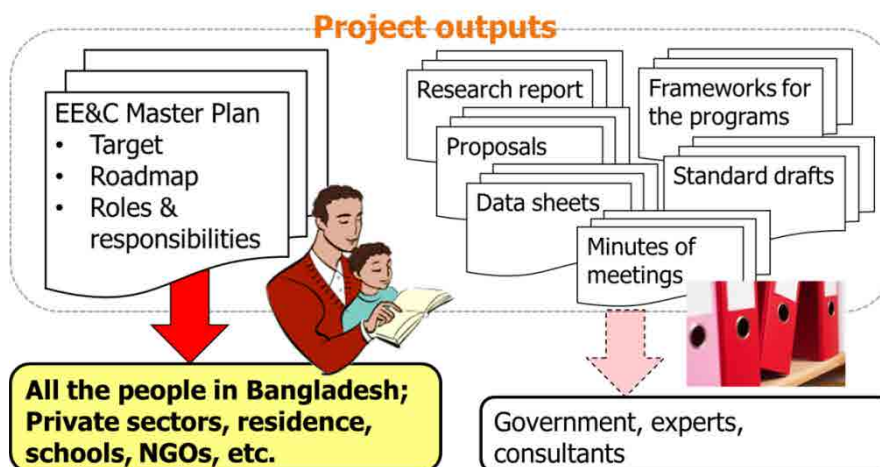 Project outputs
EE&C Master Plan
• Target
• Roadmap
• Roles &
responsibilities
Research report
Proposals
Data sheets
Frameworks for
the programs
Standard drafts
Minutes of
meetings
All the people in Bangladesh;
Private sectors, residence,
schools, NGOs, etc.
Government, experts,
consultants